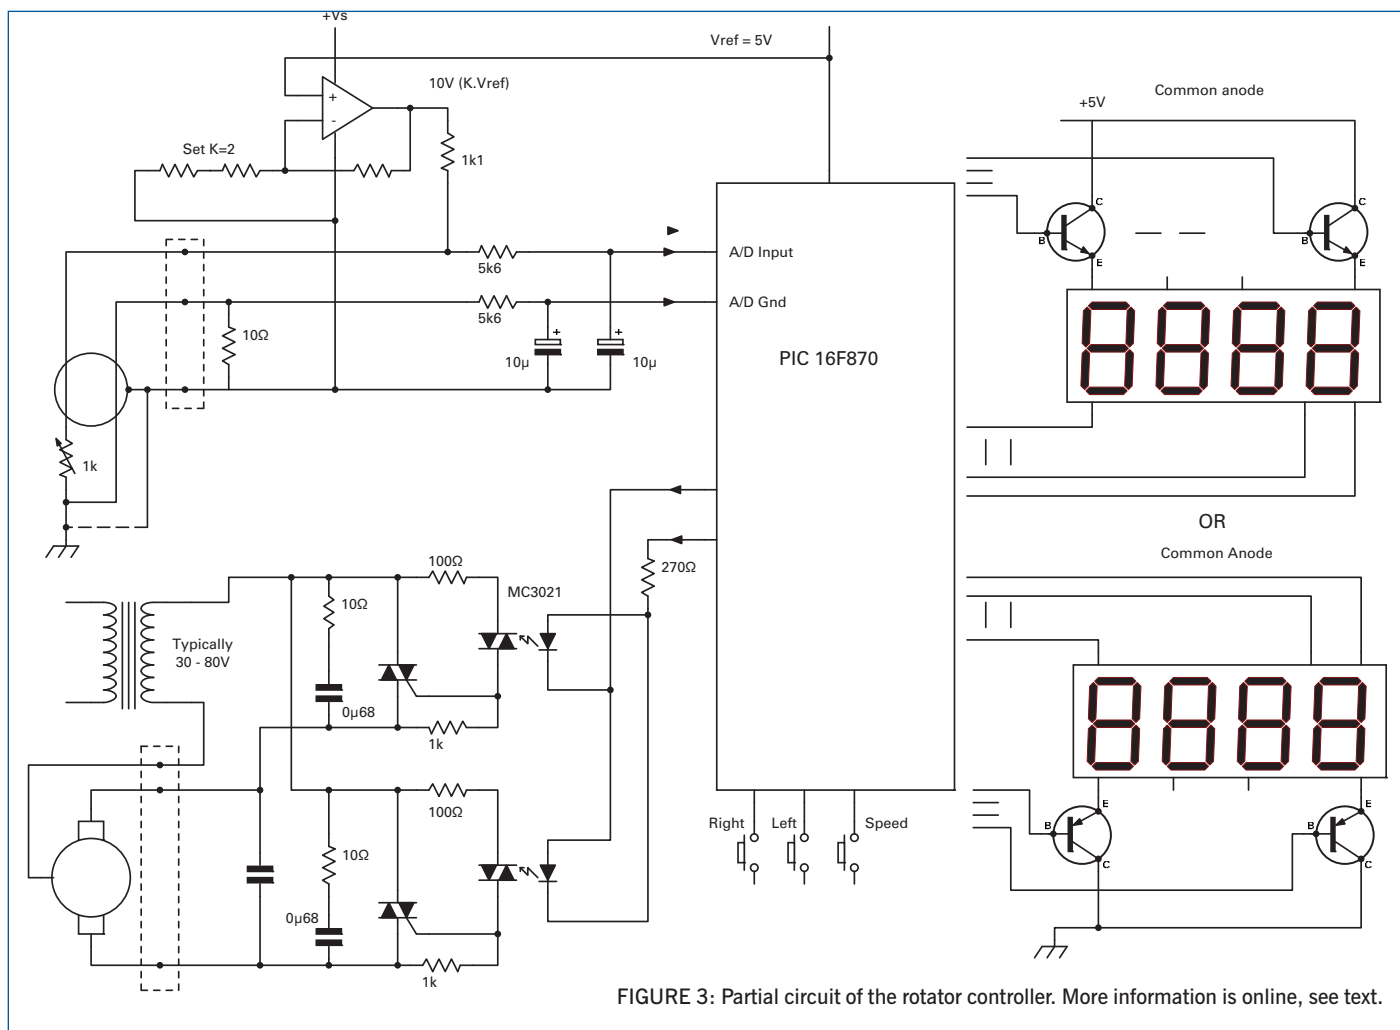 +Vs
Vref = 5V
10V (K.Vref)
+
-
Set K=2
1k1
5k6
A/D Input
5k6
A/D Gnd
10Ω
+
10µ
+
10µ
1k
PIC 16F870
Common anode
+5V
C
B
E
C
B
E
OR
Common Anode
100Ω
MC3021
270Ω
10Ω
Typically
30 - 80V
0µ68
1k
100Ω
10Ω
0µ68
1k
Right
Left
Speed
E
B
C
E
B
C
FIGURE 3: Partial circuit of the rotator controller. More information is online, see text.